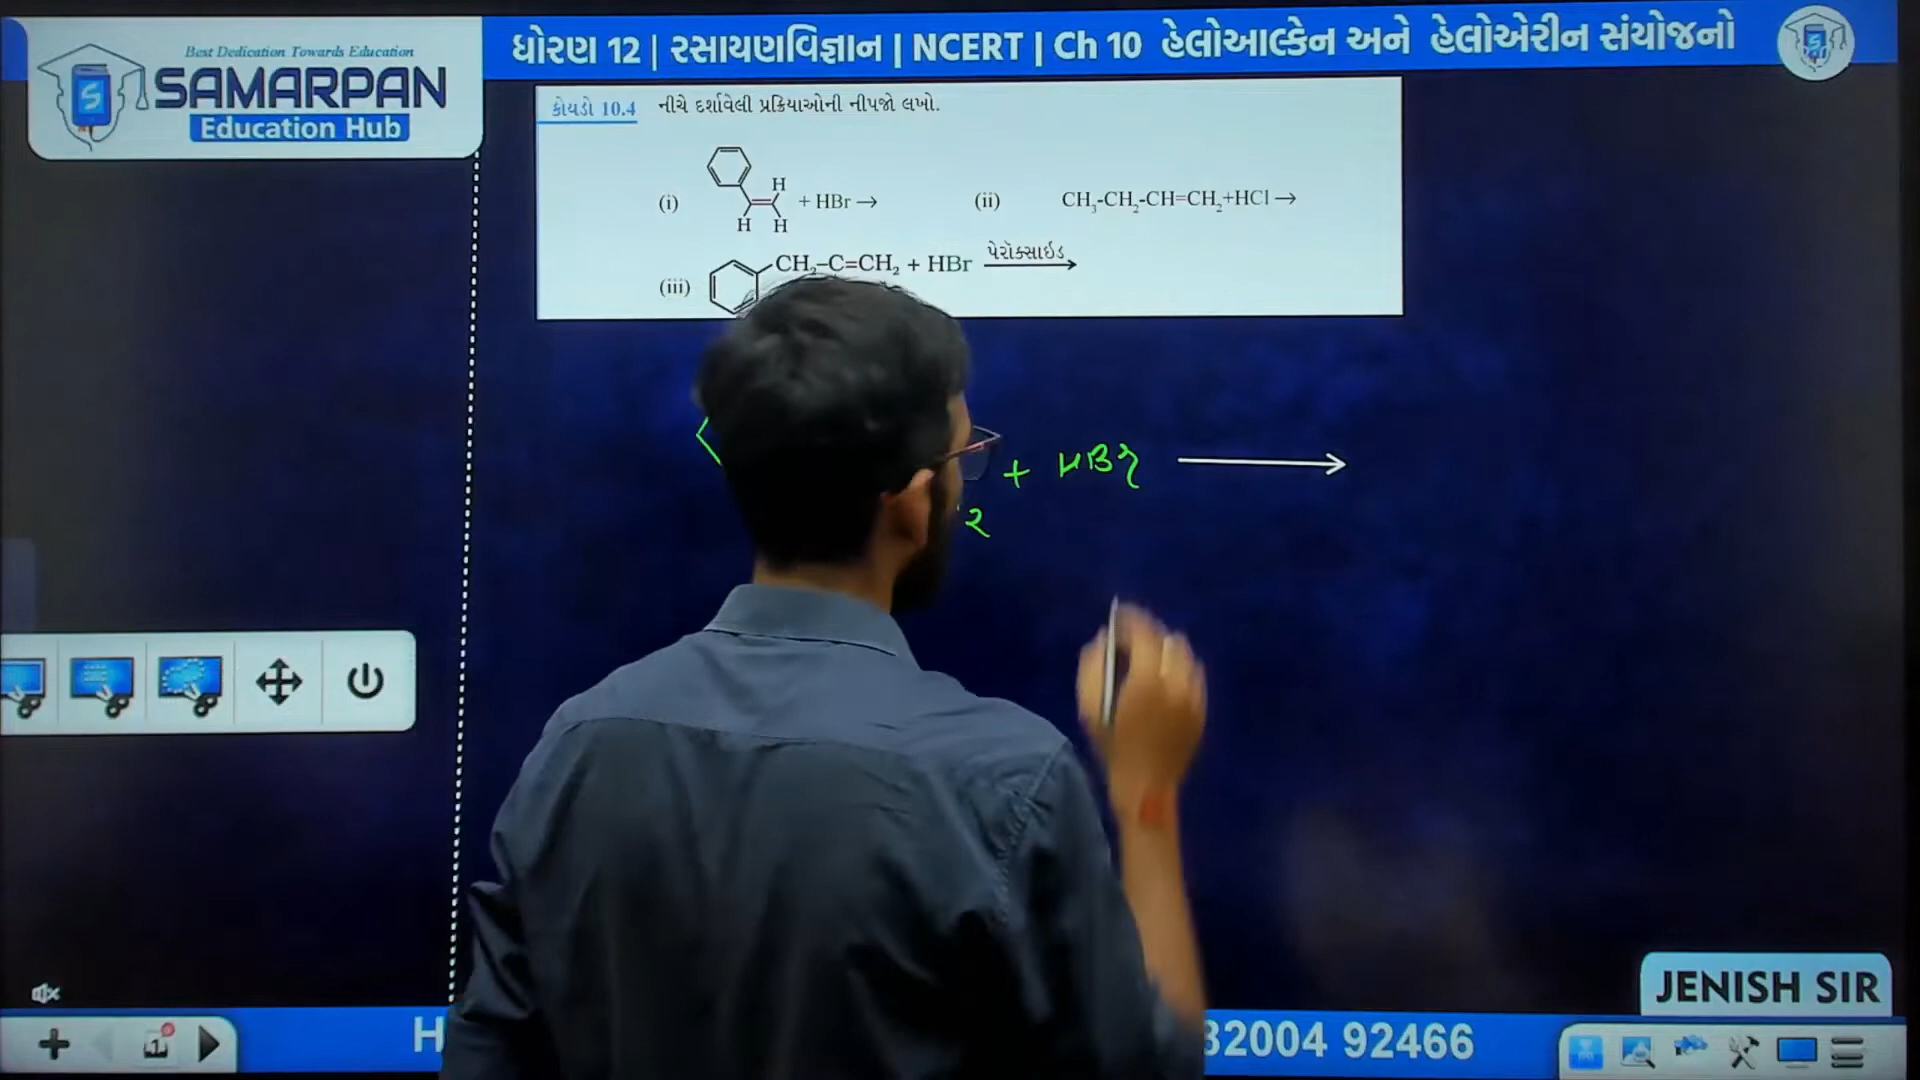 Best Dedication Towards Education
SAMARPAN
Education Hub
ધોરણ 12 | રસાયણવિજ્ઞાન | NCERT | Ch 10 હેલોઆલ્કેન અને હેલોએરીન સંયોજનો
કોયડો 10.4 નીચે દર્શાવેલી પ્રક્રિયાઓની નીપજો લખો.
(i) H H H + HBr →
(ii) CH₃-CH₂-CH=CH₂+HCl →
(iii) CH₂–C=CH₂ + HBr પેરૉક્સાઇડ →
+ HBr →
2
JENISH SIR
H
32004 92466